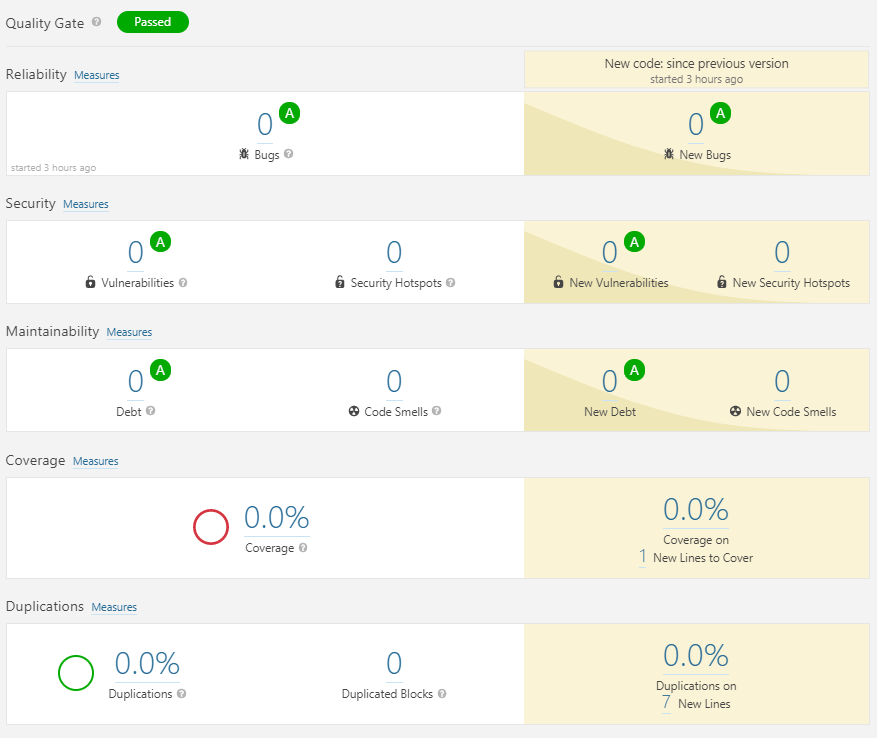 Quality Gate ? Passed
New code: since previous version
started 3 hours ago
Reliability Measures
0 A
Bugs ?
started 3 hours ago
0 A
New Bugs
Security Measures
0 A
Vulnerabilities ?
0
Security Hotspots ?
0 A
New Vulnerabilities
0
New Security Hotspots
Maintainability Measures
0 A
Debt ?
0
Code Smells ?
0 A
New Debt
0
New Code Smells
Coverage Measures
0.0%
Coverage ?
0.0%
Coverage on
1 New Lines to Cover
Duplications Measures
0.0%
Duplications ?
0
Duplicated Blocks ?
0.0%
Duplications on
7 New Lines